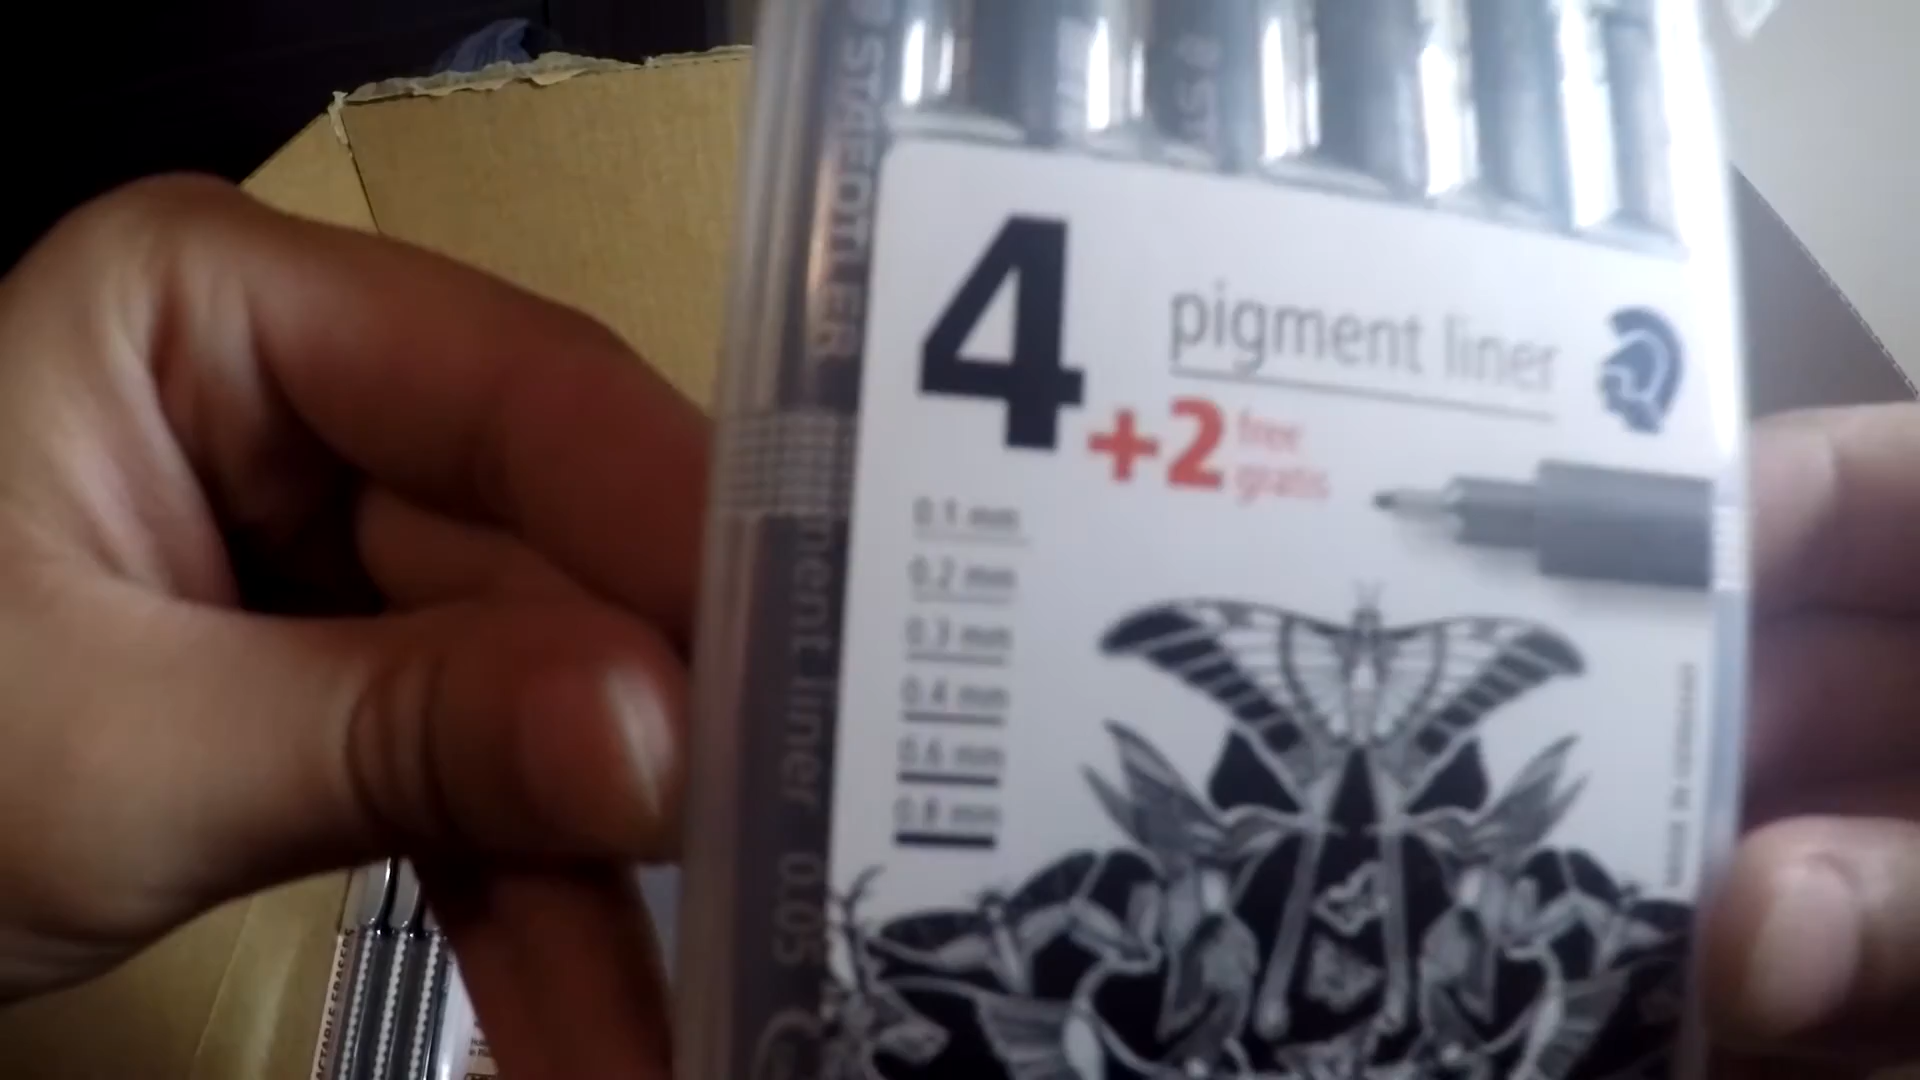 STAEDTLER
4
pigment liner
+2 free
gratis
0.1 mm
0.2 mm
0.3 mm
0.4 mm
0.6 mm
0.8 mm
pigment liner 0.05
ERASERS